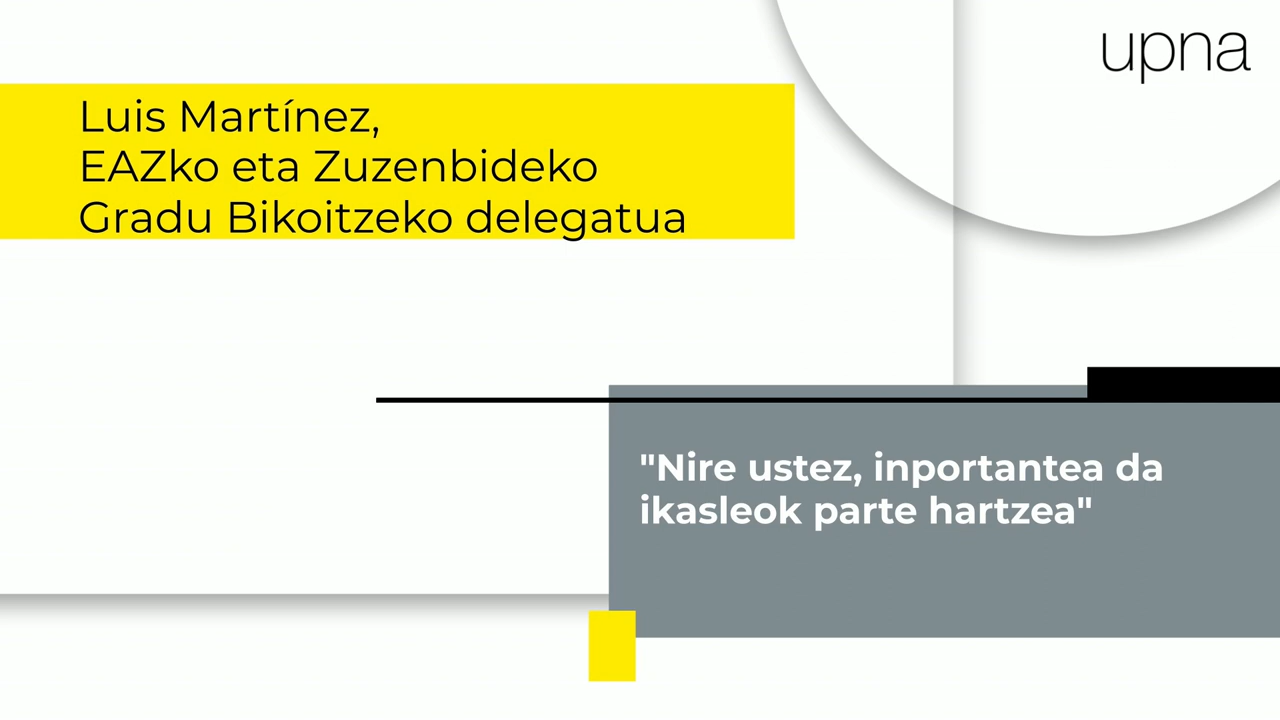 upna
Luis Martínez,
EAZko eta Zuzenbideko
Gradu Bikoitzeko delegatua
"Nire ustez, inportantea da
ikasleok parte hartzea"